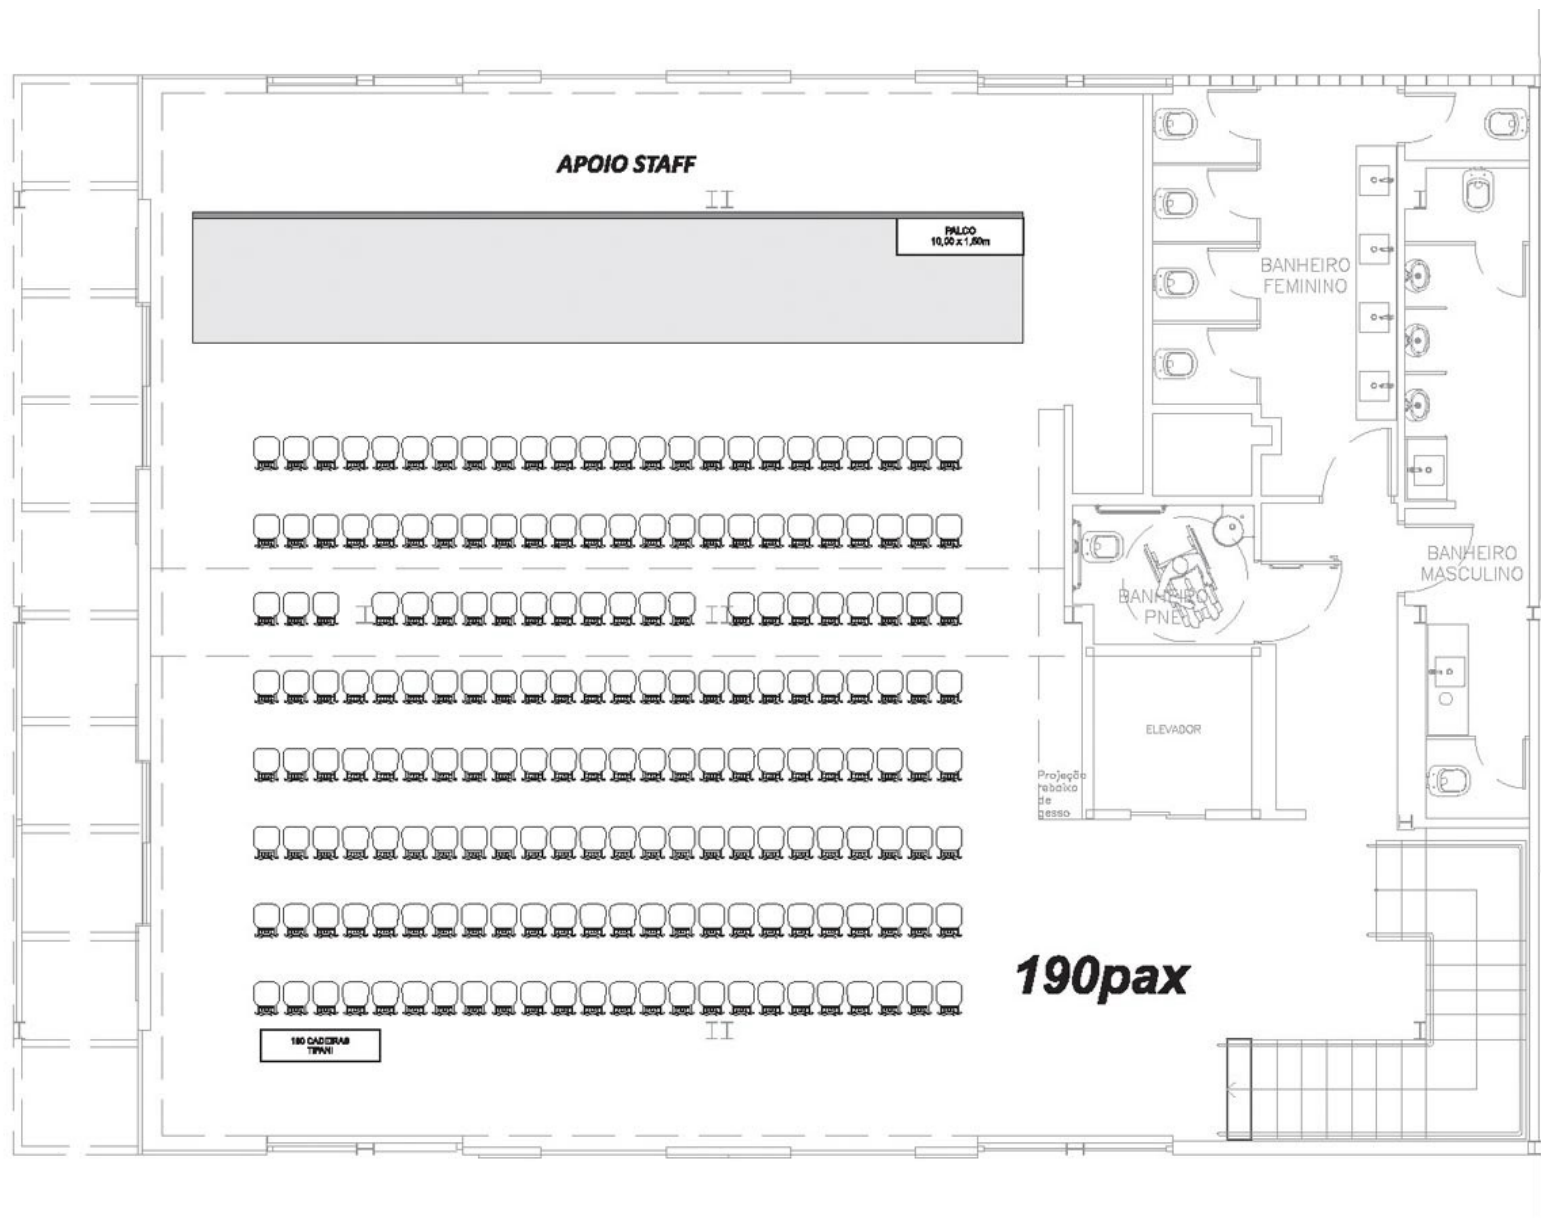 APOIO STAFF
PALCO
10,00 x 1,50m
BANHEIRO
FEMININO
BANHEIRO
MASCULINO
BANHEIRO
PNE
ELEVADOR
Projeção
rebaixo
de
gesso
190pax
190 CADEIRAS